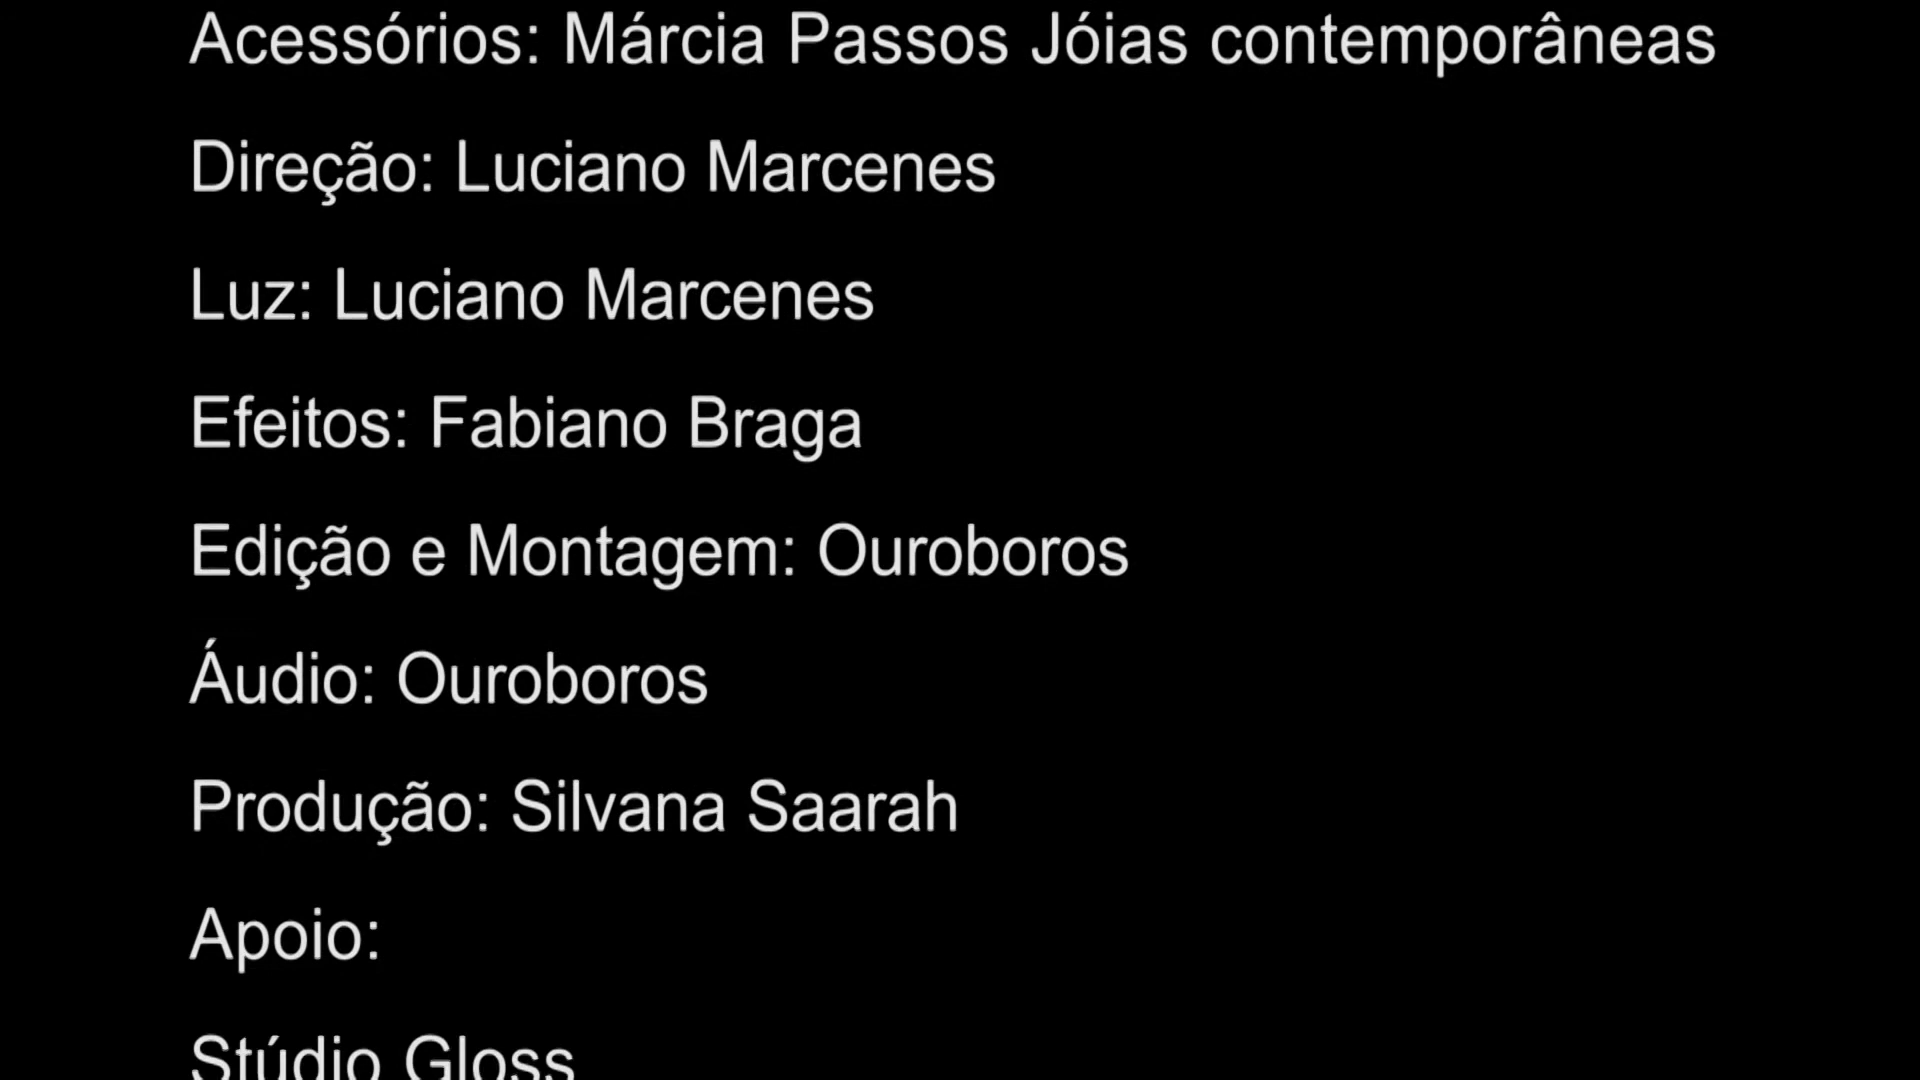 Acessórios: Márcia Passos Jóias contemporâneas
Direção: Luciano Marcenes
Luz: Luciano Marcenes
Efeitos: Fabiano Braga
Edição e Montagem: Ouroboros
Áudio: Ouroboros
Produção: Silvana Saarah
Apoio:
Stúdio Gloss